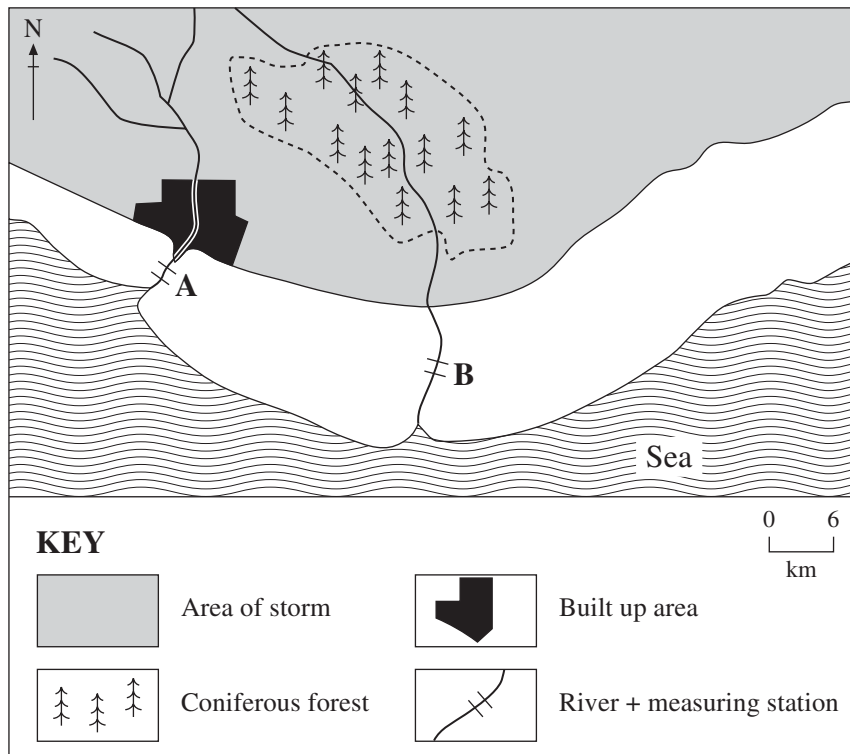 N
A
B
Sea
KEY
0 6
km
Area of storm
Built up area
Coniferous forest
River + measuring station